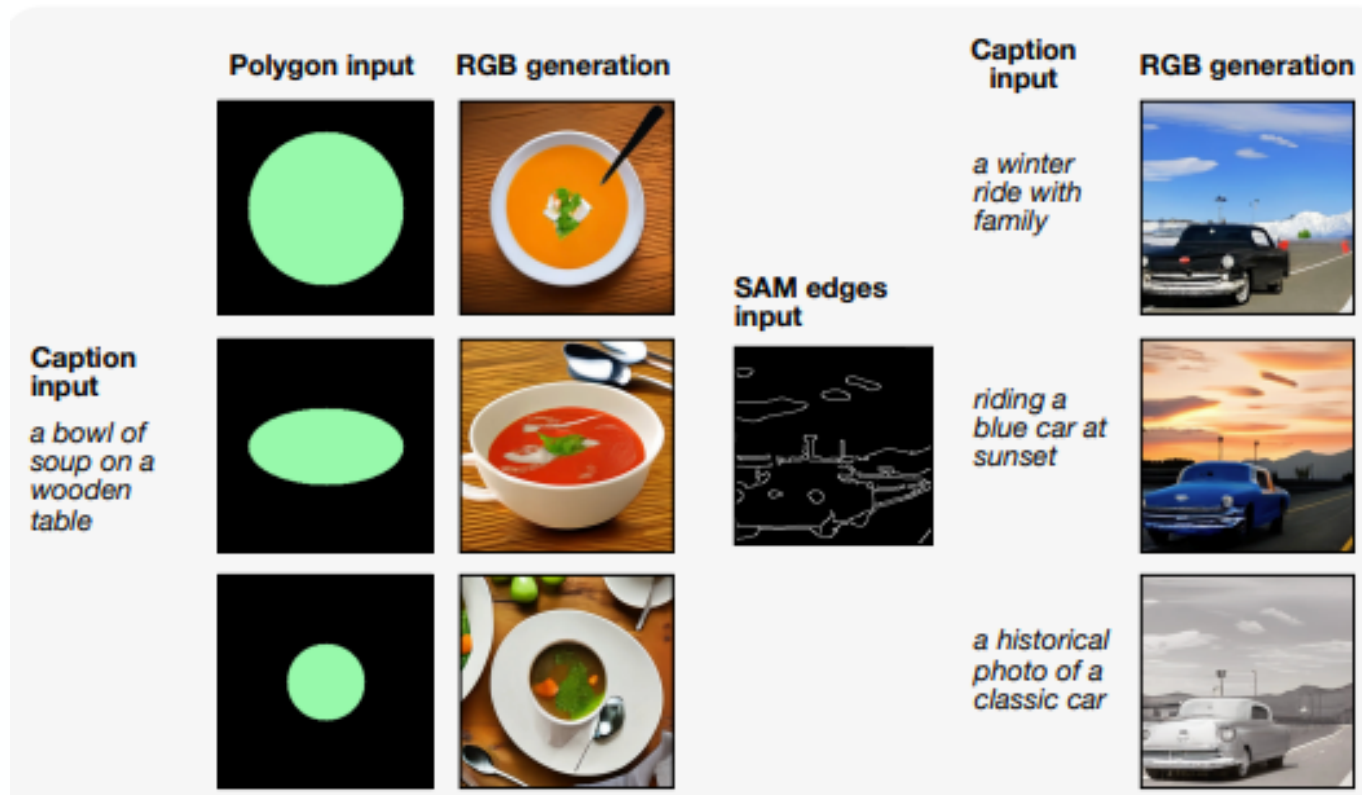 Polygon input
RGB generation
Caption
input
a bowl of
soup on a
wooden
table
SAM edges
input
Caption
input
RGB generation
a winter
ride with
family
riding a
blue car at
sunset
a historical
photo of a
classic car